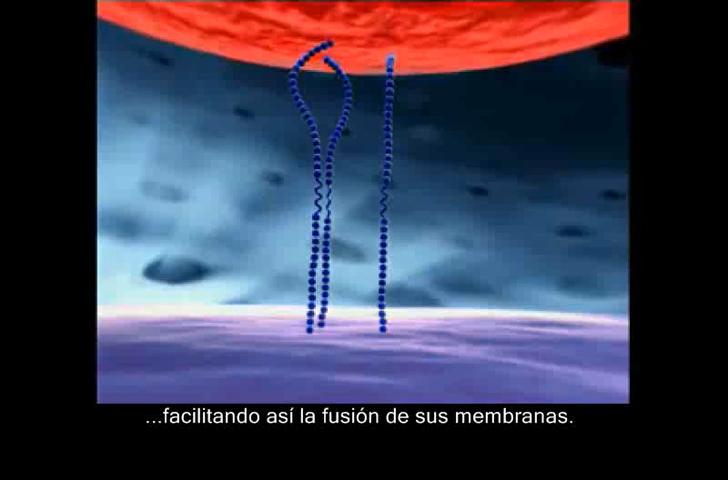 ...facilitando así la fusión de sus membranas.